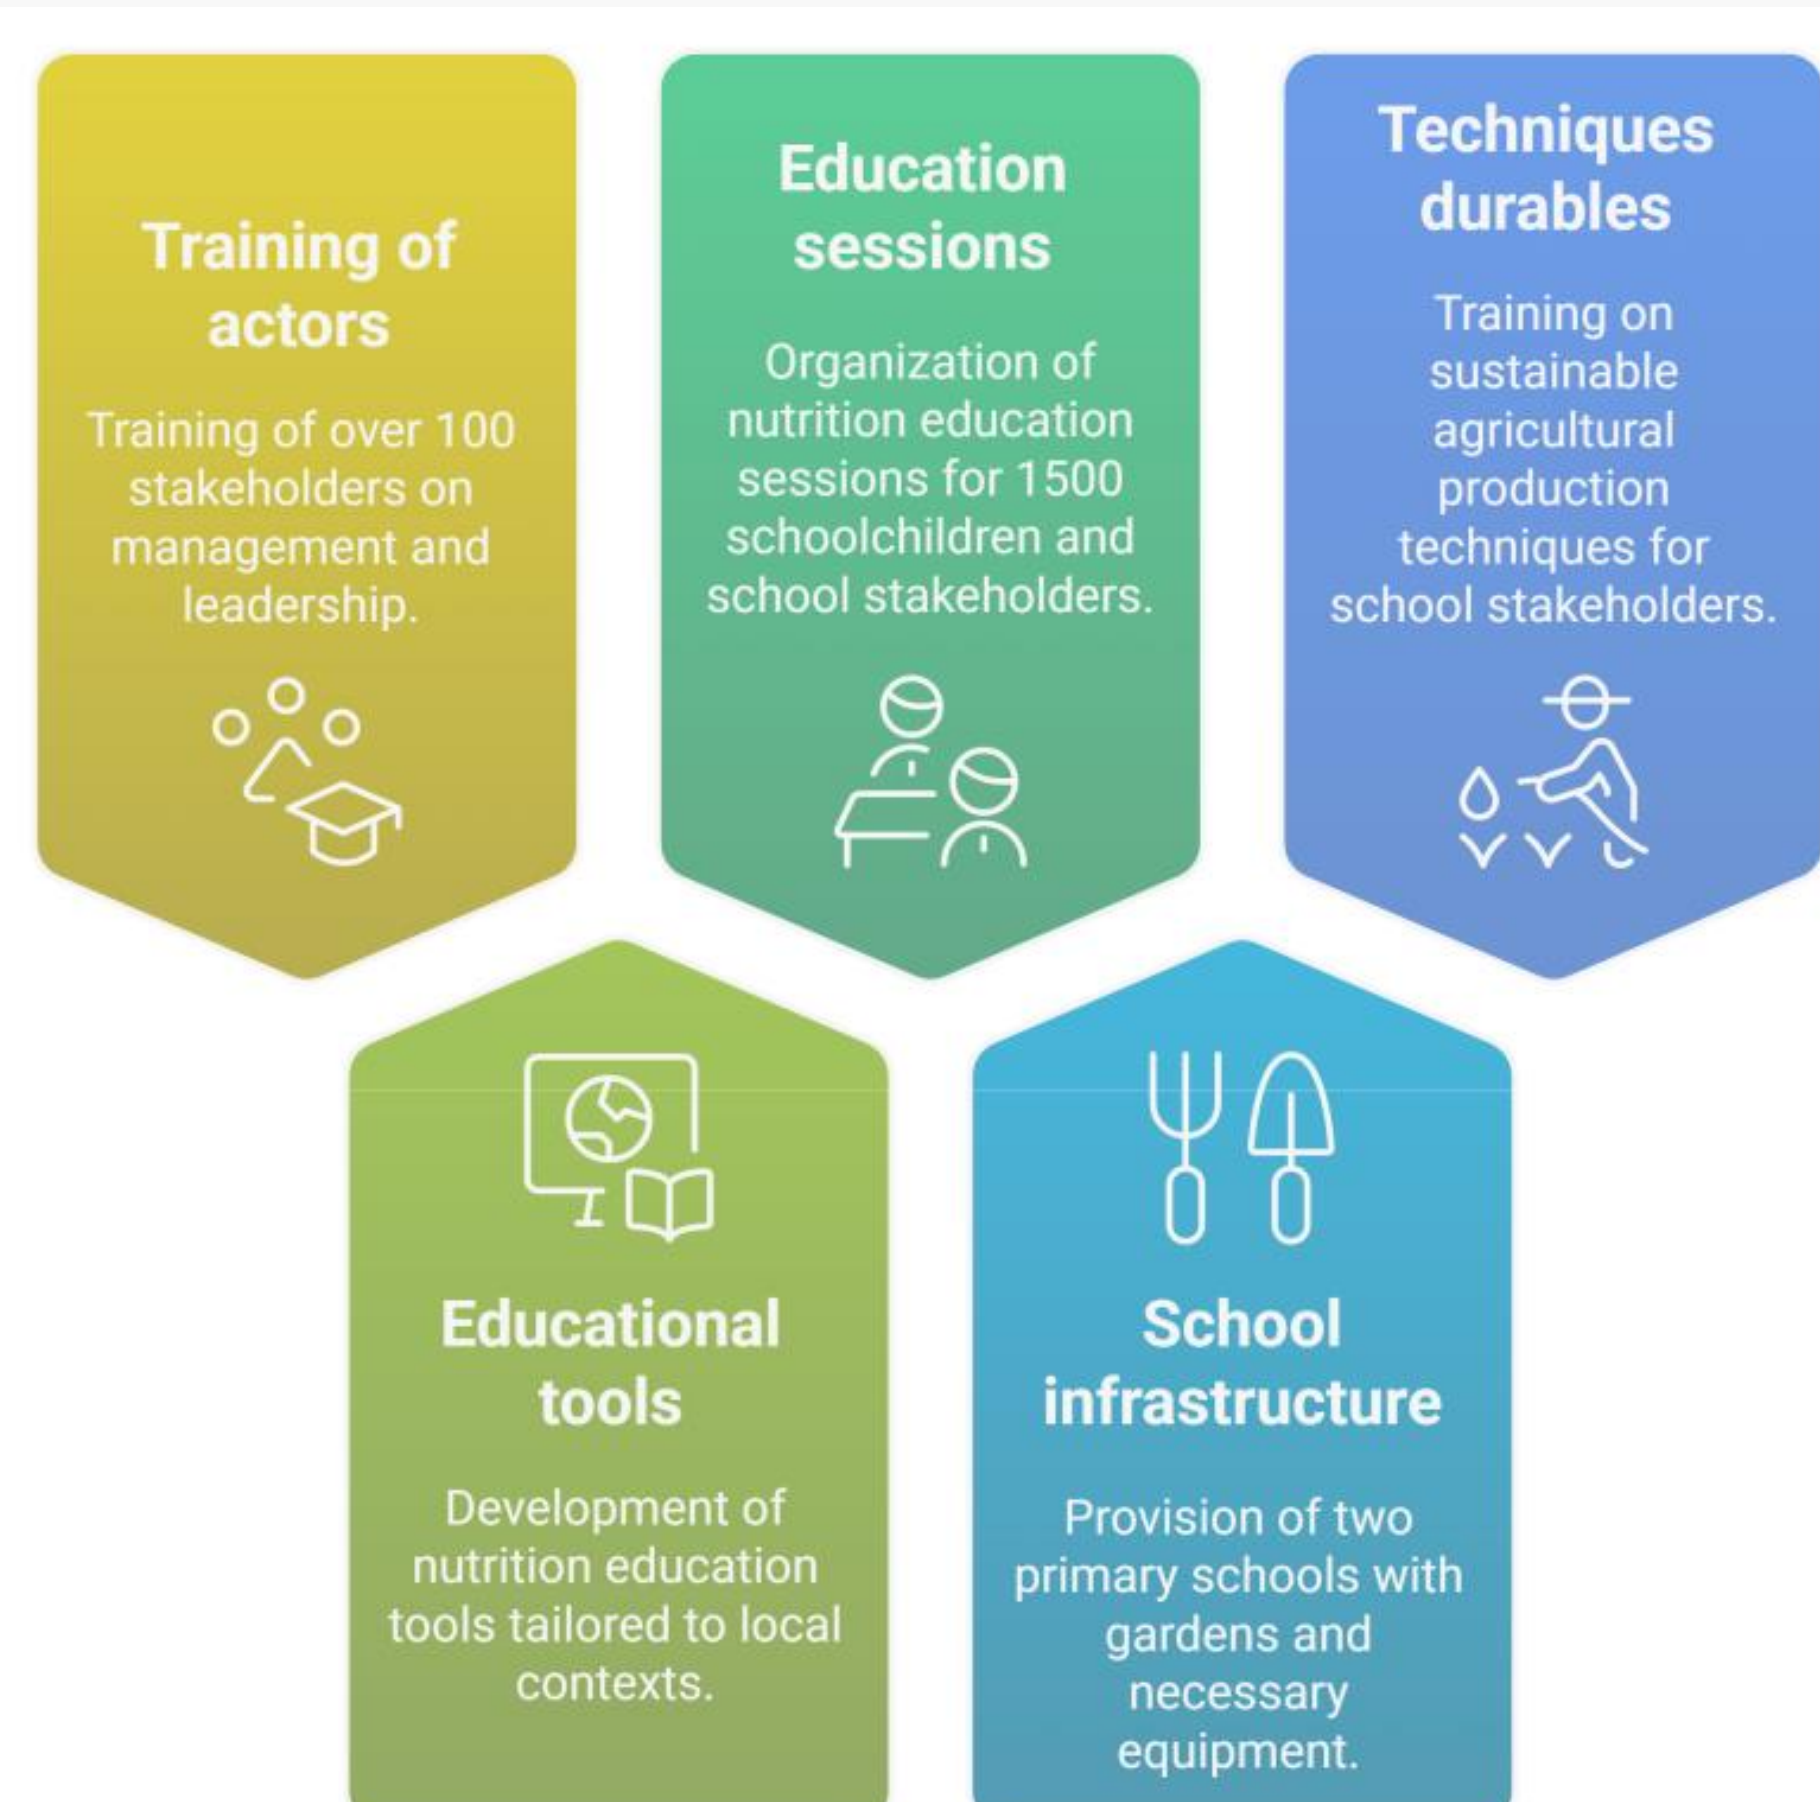 Training of
actors
Training of over 100
stakeholders on
management and
leadership.
Education
sessions
Organization of
nutrition education
sessions for 1500
schoolchildren and
school stakeholders.
Techniques
durables
Training on
sustainable
agricultural
production
techniques for
school stakeholders.
Educational
tools
Development of
nutrition education
tools tailored to local
contexts.
School
infrastructure
Provision of two
primary schools with
gardens and
necessary
equipment.